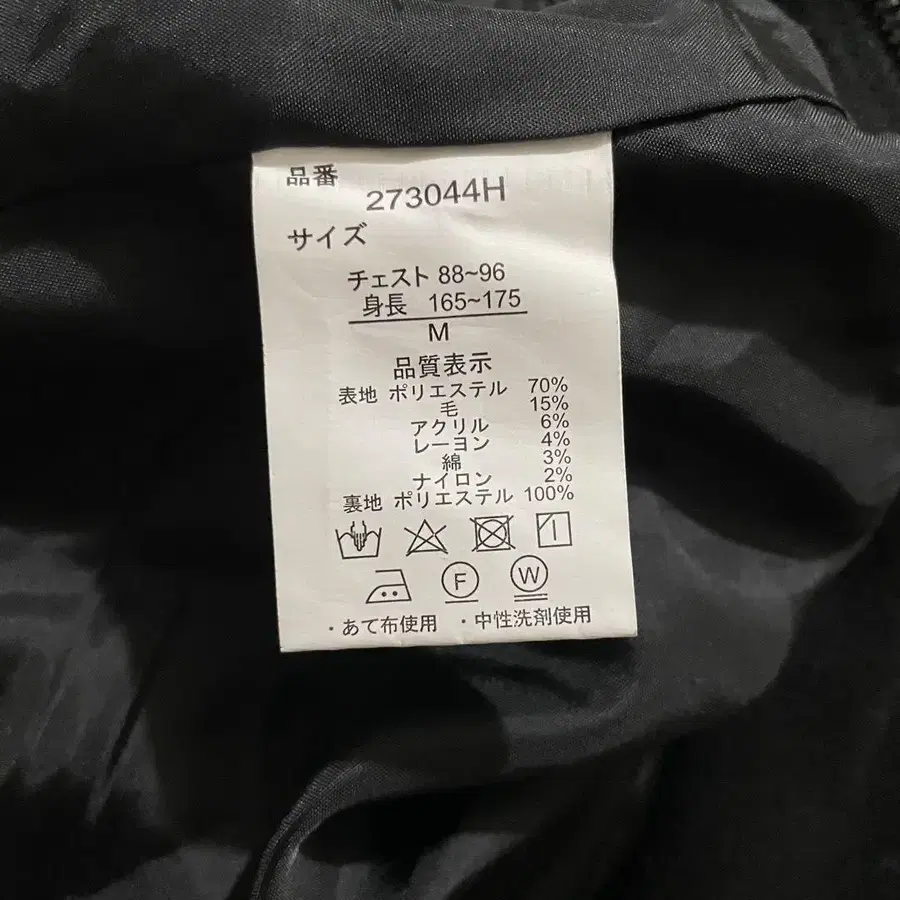 品番
273044H
サイズ
チェスト 88~96
身長 165~175
M
品質表示
表地 ポリエステル 70%
毛 15%
アクリル 6%
レーヨン 4%
綿 3%
ナイロン 2%
裏地 ポリエステル 100%
F W
・あて布使用 ・中性洗剤使用